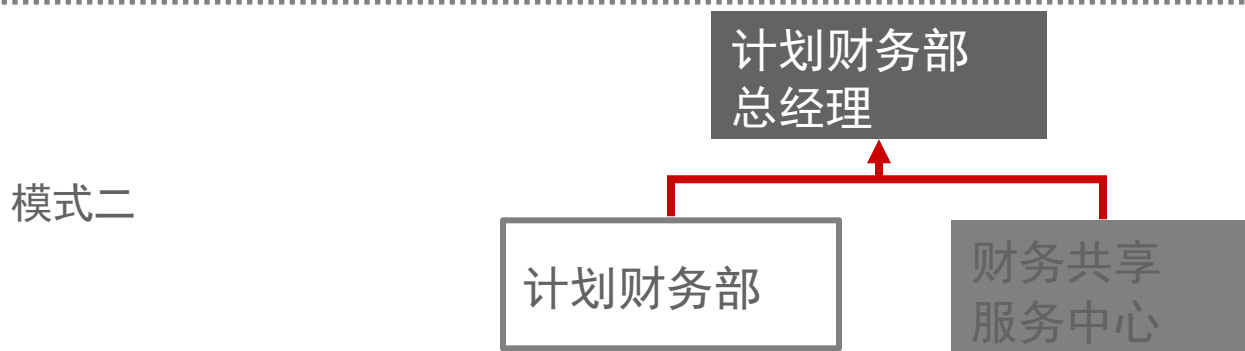 计划财务部
总经理
模式二
计划财务部
财务共享
服务中心